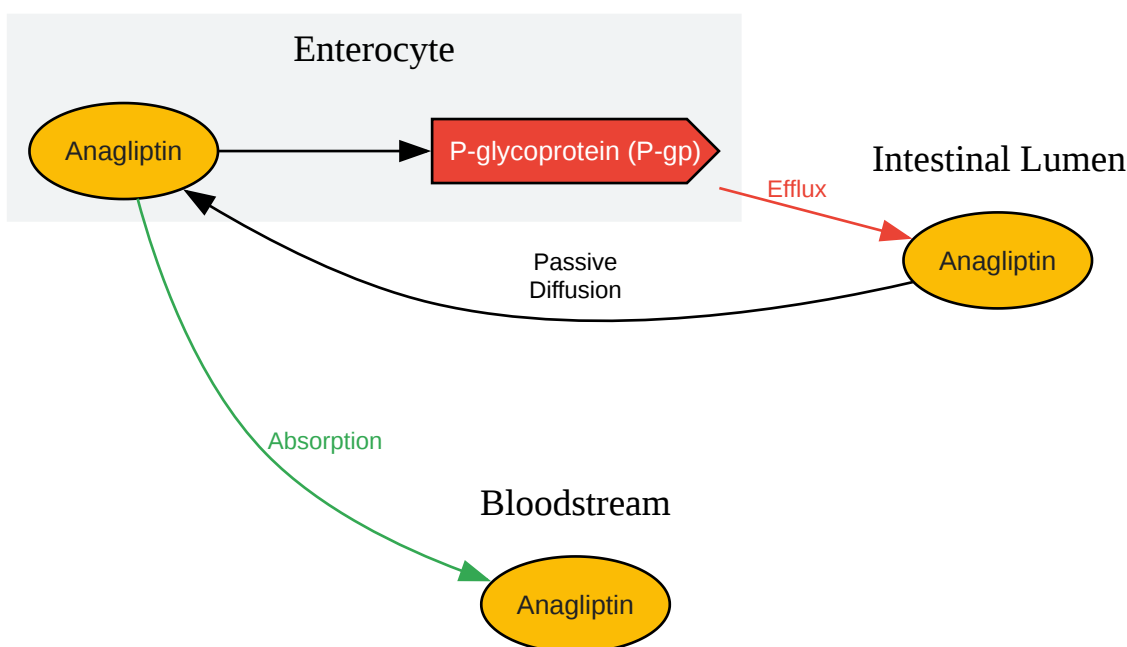 Enterocyte
Anagliptin
P-glycoprotein (P-gp)
Intestinal Lumen
Efflux
Anagliptin
Passive
Diffusion
Absorption
Bloodstream
Anagliptin